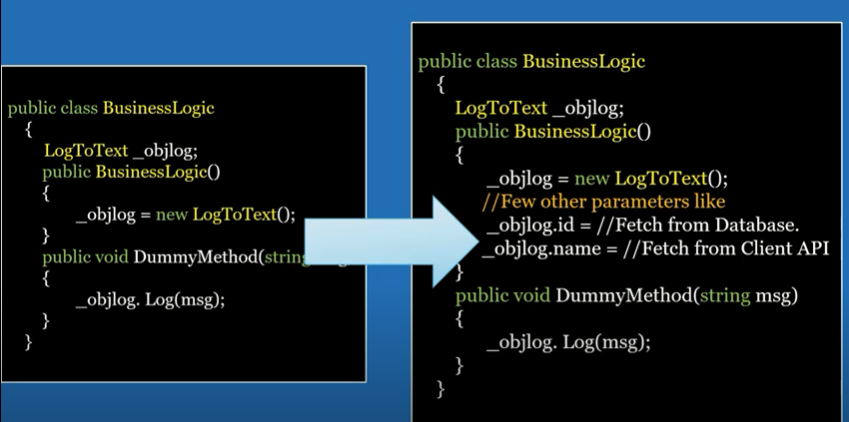 public class BusinessLogic
{
LogToText _objlog;
public BusinessLogic()
{
_objlog = new LogToText();
}
public void DummyMethod(string
{
_objlog. Log(msg);
}
}
public class BusinessLogic
{
LogToText _objlog;
public BusinessLogic()
{
_objlog = new LogToText();
//Few other parameters like
_objlog.id = //Fetch from Database.
_objlog.name = //Fetch from Client API
}
public void DummyMethod(string msg)
{
_objlog. Log(msg);
}
}